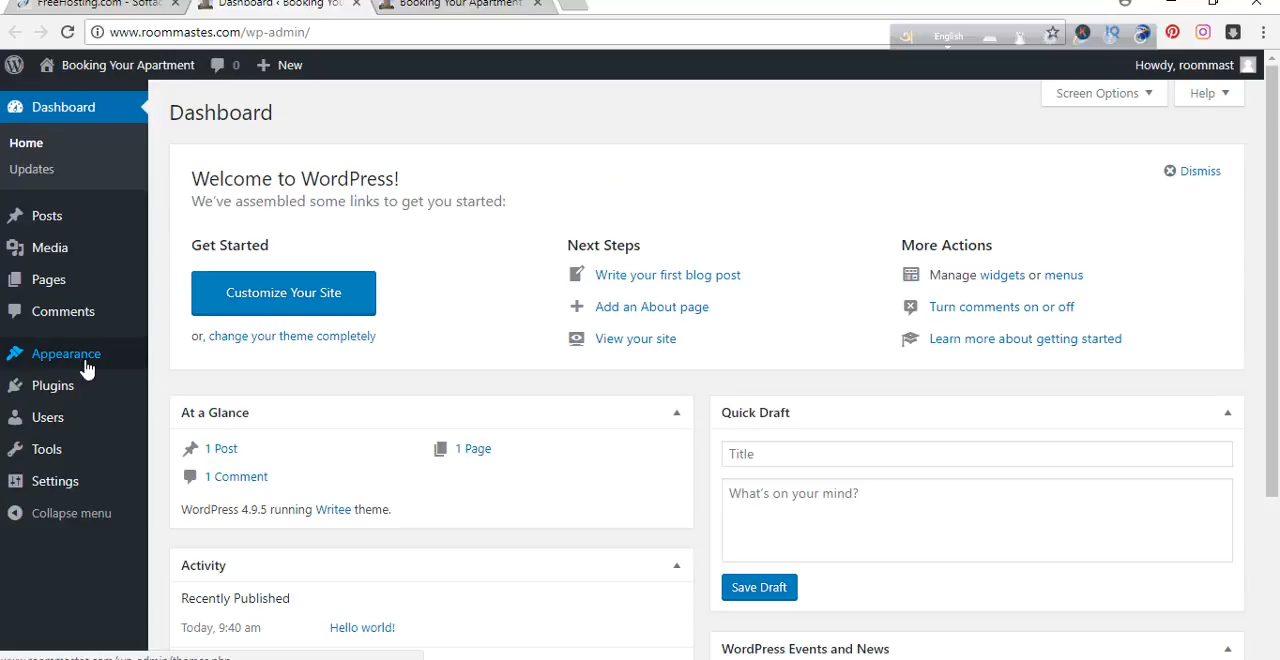 FreeHosting.com - Softac
Dashboard ‹ Booking You
Booking Your Apartment
www.roommastes.com/wp-admin/
English
Booking Your Apartment 0 New
Howdy, roommast
Dashboard
Home
Updates
Posts
Media
Pages
Comments
Appearance
Plugins
Users
Tools
Settings
Collapse menu
Screen Options
Help
Dashboard
Welcome to WordPress!
We've assembled some links to get you started:
Dismiss
Get Started
Customize Your Site
or, change your theme completely
Next Steps
Write your first blog post
Add an About page
View your site
More Actions
Manage widgets or menus
Turn comments on or off
Learn more about getting started
At a Glance
1 Post
1 Page
1 Comment
WordPress 4.9.5 running Writee theme.
Activity
Recently Published
Today, 9:40 am
Hello world!
Quick Draft
Title
What's on your mind?
Save Draft
WordPress Events and News